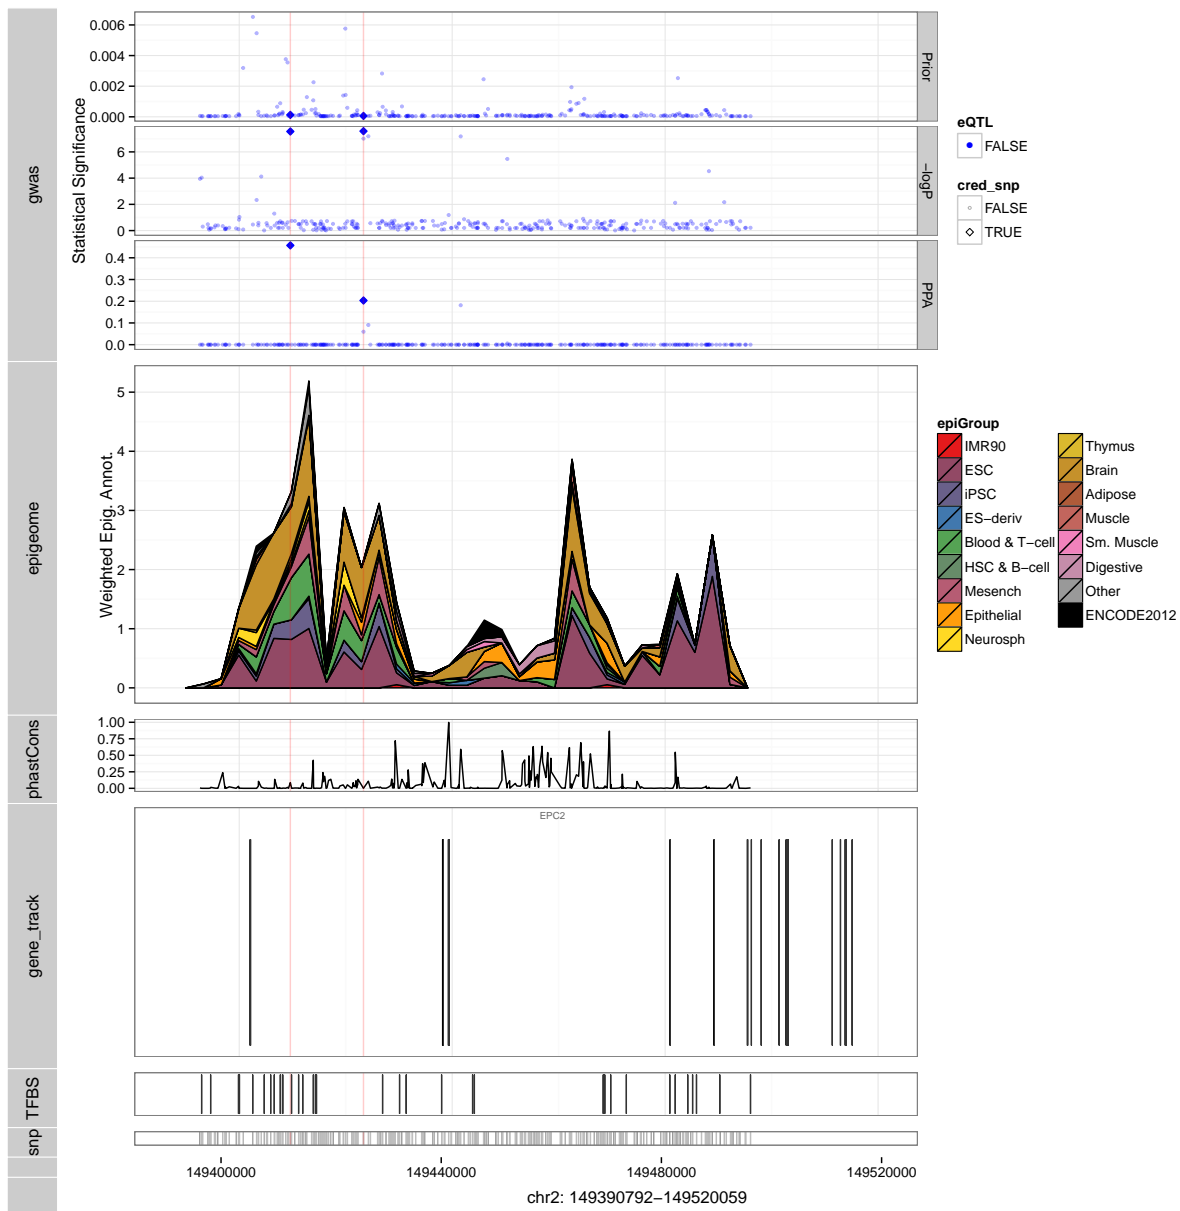 gwas
Statistical Significance
0.006
0.004
0.002
0.000
Prior
6
4
2
0
−logP
0.4
0.3
0.2
0.1
0.0
PPA
eQTL
FALSE
cred_snp
FALSE
TRUE
epigeome
Weighted Epig. Annot.
5
4
3
2
1
0
epiGroup
IMR90
ESC
iPSC
ES−deriv
Blood & T−cell
HSC & B−cell
Mesench
Epithelial
Neurosph
Thymus
Brain
Adipose
Muscle
Sm. Muscle
Digestive
Other
ENCODE2012
phastCons
1.00
0.75
0.50
0.25
0.00
gene_track
EPC2
TFBS
snp
149400000 149440000 149480000 149520000
chr2: 149390792−149520059